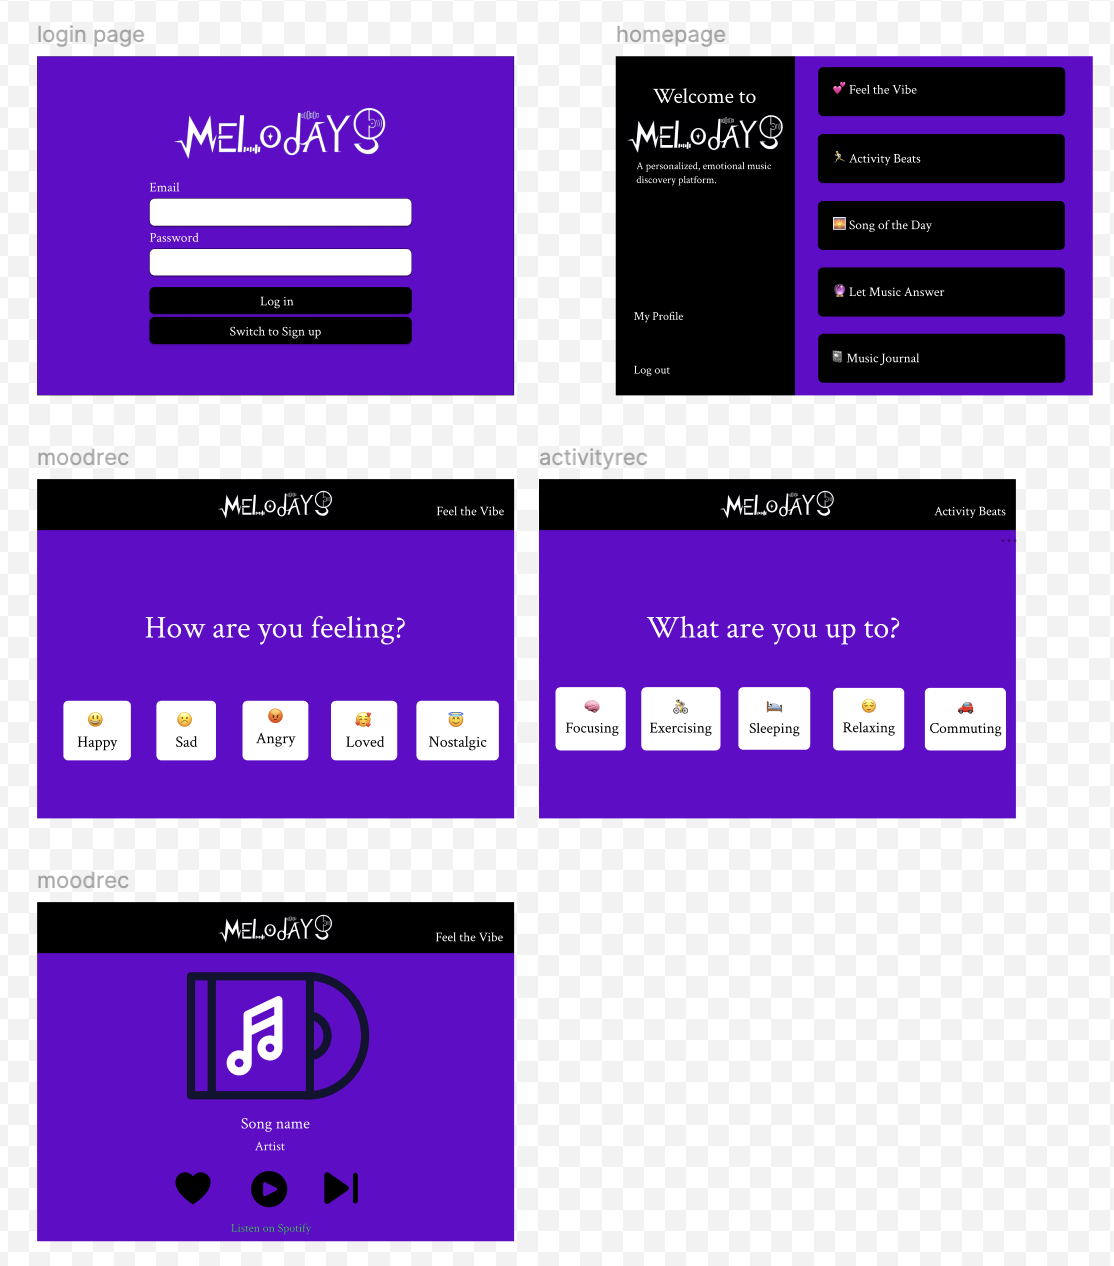 login page
MELODAY
Email
Password
Log in
Switch to Sign up
homepage
Welcome to
MELODAY
A personalized, emotional music
discovery platform.
My Profile
Log out
Feel the Vibe
Activity Beats
Song of the Day
Let Music Answer
Music Journal
moodrec
MELODAY
Feel the Vibe
How are you feeling?
Happy
Sad
Angry
Loved
Nostalgic
activityrec
MELODAY
Activity Beats
...
What are you up to?
Focusing
Exercising
Sleeping
Relaxing
Commuting
moodrec
MELODAY
Feel the Vibe
Song name
Artist
Listen on Spotify